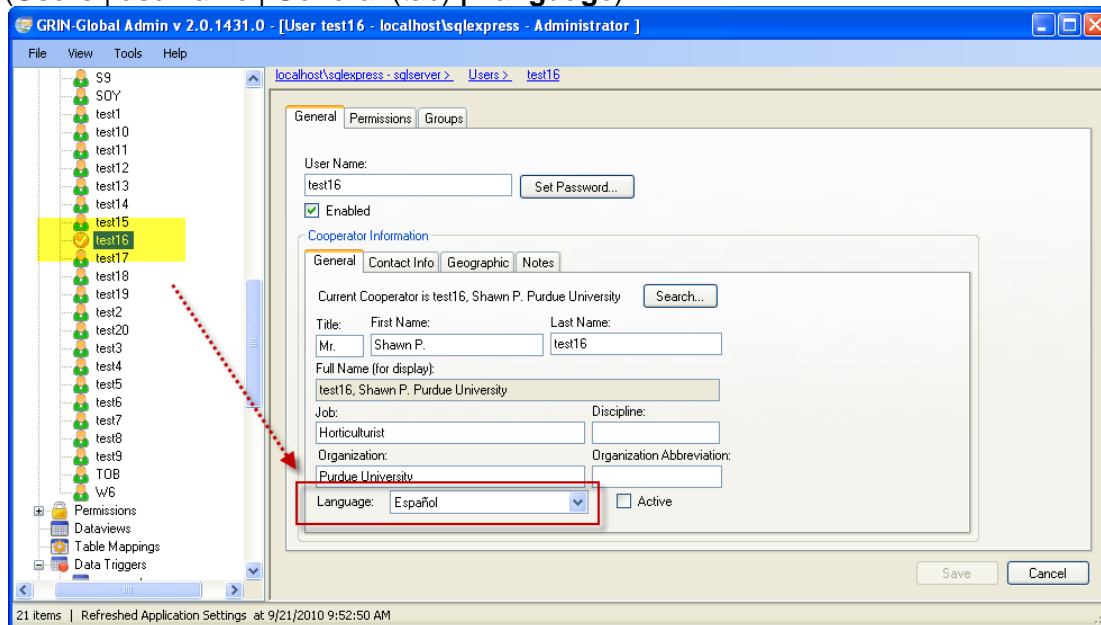 GRIN-Global Admin v 2.0.1431.0 - [User test16 - localhost\sqlexpress - Administrator ]
File View Tools Help
localhost\sqlexpress - sqlserver > Users > test16
S9
SOY
test1
test10
test11
test12
test13
test14
test15
test16
test17
test18
test19
test2
test20
test3
test4
test5
test6
test7
test8
test9
TOB
W6
Permissions
Dataviews
Table Mappings
Data Triggers
General Permissions Groups
User Name:
test16 Set Password...
Enabled
Cooperator Information
General Contact Info Geographic Notes
Current Cooperator is test16, Shawn P. Purdue University Search...
Title: First Name: Last Name:
Mr. Shawn P. test16
Full Name (for display):
test16, Shawn P. Purdue University
Job: Discipline:
Horticulturist
Organization: Organization Abbreviation:
Purdue University
Language: Español Active
Save Cancel
21 items | Refreshed Application Settings at 9/21/2010 9:52:50 AM